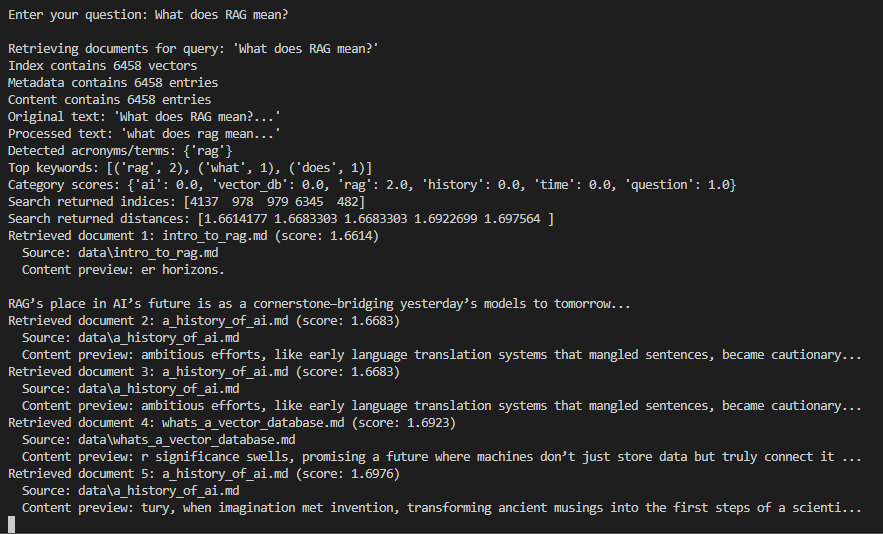 Enter your question: What does RAG mean?
Retrieving documents for query: 'What does RAG mean?'
Index contains 6458 vectors
Metadata contains 6458 entries
Content contains 6458 entries
Original text: 'What does RAG mean?...'
Processed text: 'what does rag mean...'
Detected acronyms/terms: {'rag'}
Top keywords: [('rag', 2), ('what', 1), ('does', 1)]
Category scores: {'ai': 0.0, 'vector_db': 0.0, 'rag': 2.0, 'history': 0.0, 'time': 0.0, 'question': 1.0}
Search returned indices: [4137  978  979 6345  482]
Search returned distances: [1.6614177 1.6683303 1.6683303 1.6922699 1.697564 ]
Retrieved document 1: intro_to_rag.md (score: 1.6614)
  Source: data\intro_to_rag.md
  Content preview: er horizons.
RAG’s place in AI’s future is as a cornerstone—bridging yesterday’s models to tomorrow...
Retrieved document 2: a_history_of_ai.md (score: 1.6683)
  Source: data\a_history_of_ai.md
  Content preview: ambitious efforts, like early language translation systems that mangled sentences, became cautionary...
Retrieved document 3: a_history_of_ai.md (score: 1.6683)
  Source: data\a_history_of_ai.md
  Content preview: ambitious efforts, like early language translation systems that mangled sentences, became cautionary...
Retrieved document 4: whats_a_vector_database.md (score: 1.6923)
  Source: data\whats_a_vector_database.md
  Content preview: r significance swells, promising a future where machines don’t just store data but truly connect it ...
Retrieved document 5: a_history_of_ai.md (score: 1.6976)
  Source: data\a_history_of_ai.md
  Content preview: tury, when imagination met invention, transforming ancient musings into the first steps of a scienti...